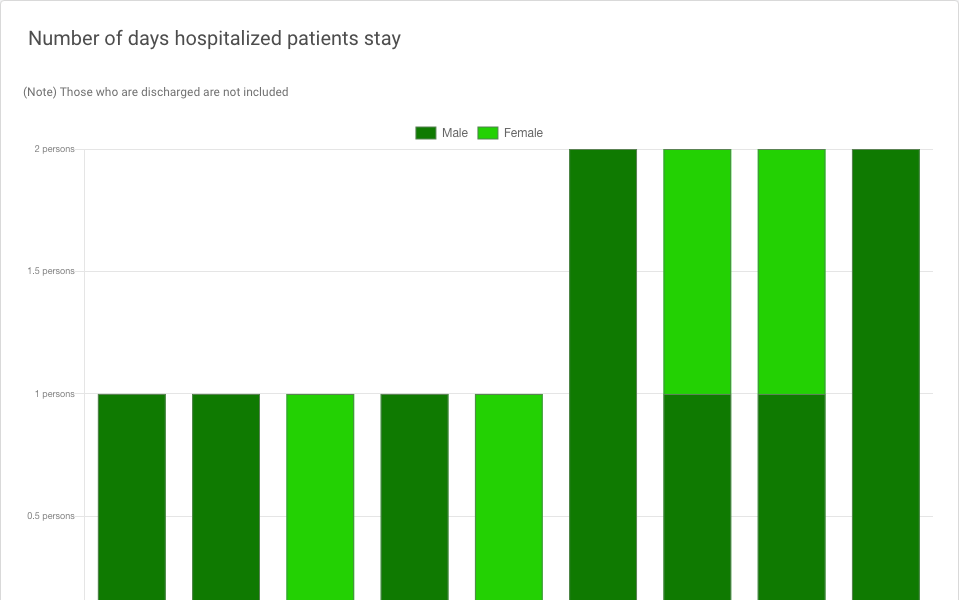 Number of days hospitalized patients stay
(Note) Those who are discharged are not included
Male Female
2 persons
1.5 persons
1 persons
0.5 persons